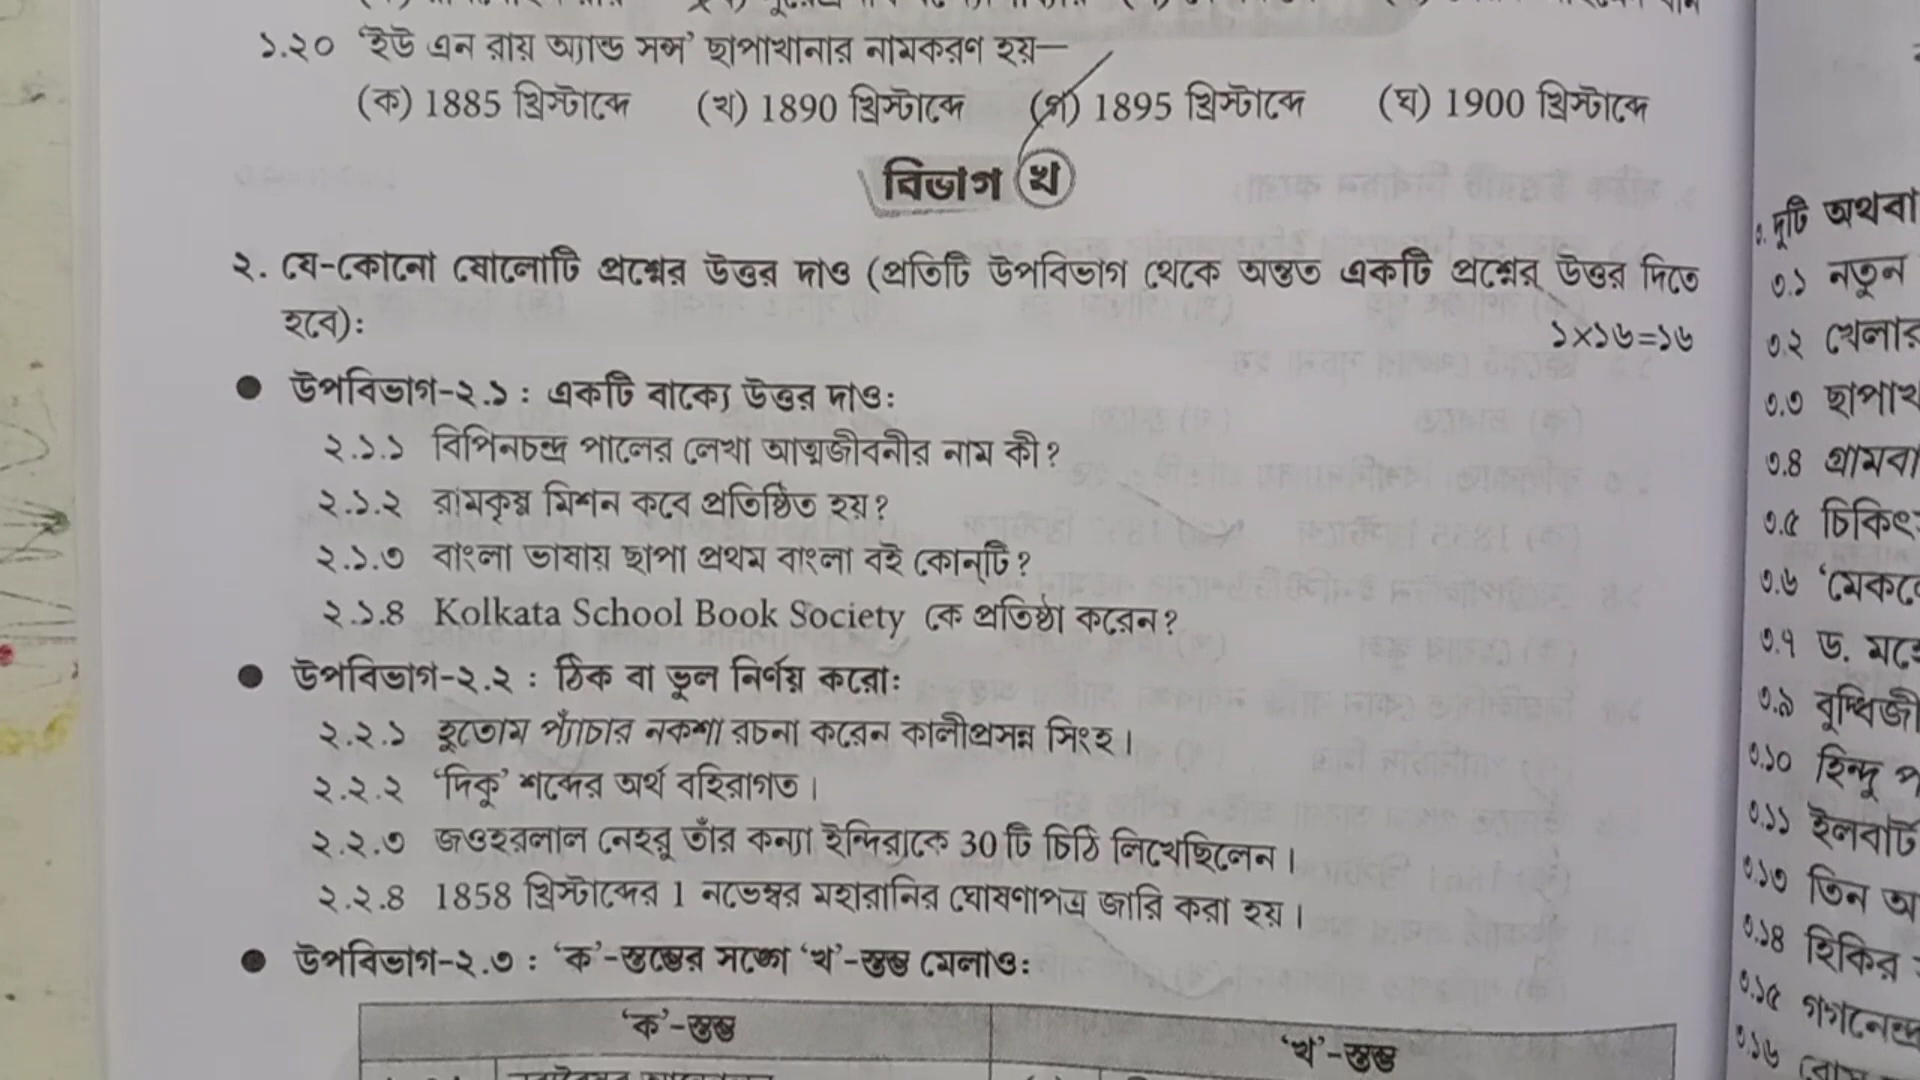 ১.২০ ‘ইউ এন রায় অ্যান্ড সন্স’ ছাপাখানার নামকরণ হয়—
(ক) 1885 খ্রিস্টাব্দে (খ) 1890 খ্রিস্টাব্দে (গ) 1895 খ্রিস্টাব্দে (ঘ) 1900 খ্রিস্টাব্দে
বিভাগ খ
২. যে-কোনো ষোলোটি প্রশ্নের উত্তর দাও (প্রতিটি উপবিভাগ থেকে অন্তত একটি প্রশ্নের উত্তর দিতে
হবে): ১×১৬=১৬
● উপবিভাগ-২.১ : একটি বাক্যে উত্তর দাও:
২.১.১ বিপিনচন্দ্র পালের লেখা আত্মজীবনীর নাম কী?
২.১.২ রামকৃষ্ণ মিশন কবে প্রতিষ্ঠিত হয়?
২.১.৩ বাংলা ভাষায় ছাপা প্রথম বাংলা বই কোন্‌টি?
২.১.৪ Kolkata School Book Society কে প্রতিষ্ঠা করেন?
● উপবিভাগ-২.২ : ঠিক বা ভুল নির্ণয় করো:
২.২.১ হুতোম প্যাঁচার নকশা রচনা করেন কালীপ্রসন্ন সিংহ।
২.২.২ ‘দিকু’ শব্দের অর্থ বহিরাগত।
২.২.৩ জওহরলাল নেহরু তাঁর কন্যা ইন্দিরাকে 30টি চিঠি লিখেছিলেন।
২.২.৪ 1858 খ্রিস্টাব্দের 1 নভেম্বর মহারানির ঘোষণাপত্র জারি করা হয়।
● উপবিভাগ-২.৩ : ‘ক’-স্তম্ভের সঙ্গে ‘খ’-স্তম্ভ মেলাও:
‘ক’-স্তম্ভ ‘খ’-স্তম্ভ
দুটি অথবা
৩.১ নতুন
৩.২
৩.৩
৩.৪
৩.৫
৩.৬
৩.৭ ড.
৩.৯
৩.১০ হিন্দু
৩.১১
৩.১৩ তিন
৩.১৪ হিকির
৩.১৫
৩.১৬